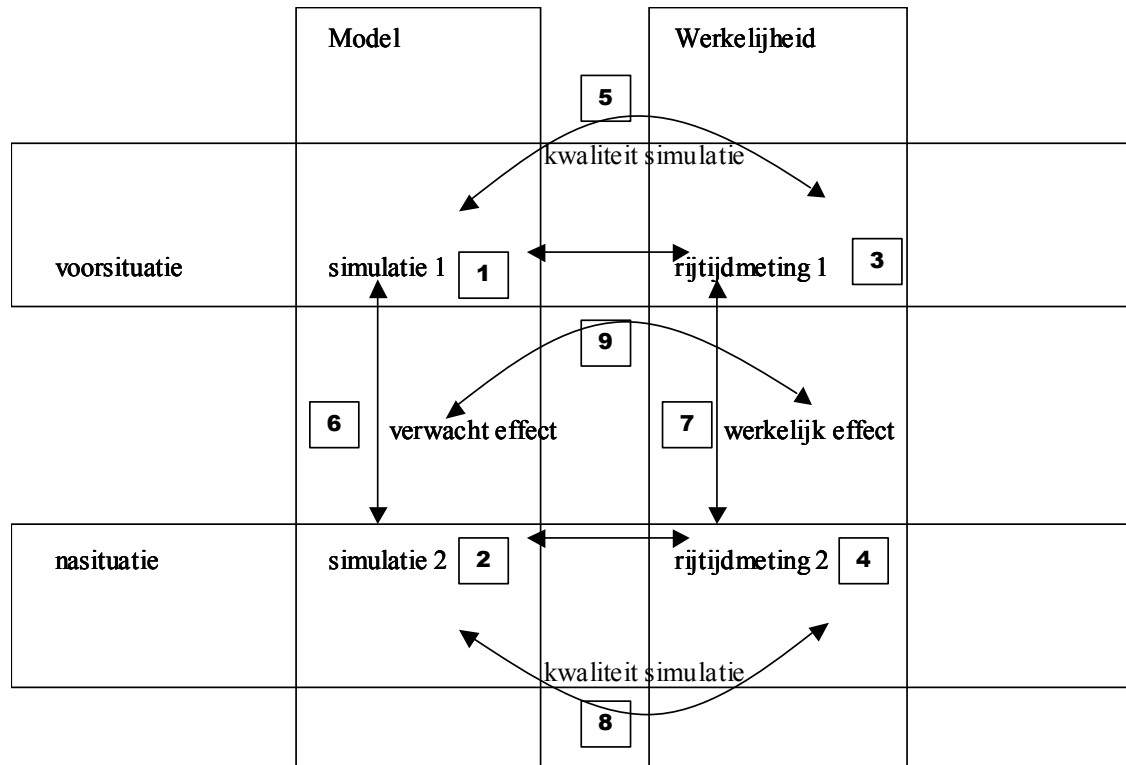 Model
Werkelijheid
5
kwaliteit simulatie
voorsituatie
simulatie 1
1
rijtijdmeting 1
3
9
6
verwacht effect
7
werkelijk effect
nasituatie
simulatie 2
2
rijtijdmeting 2
4
kwaliteit simulatie
8